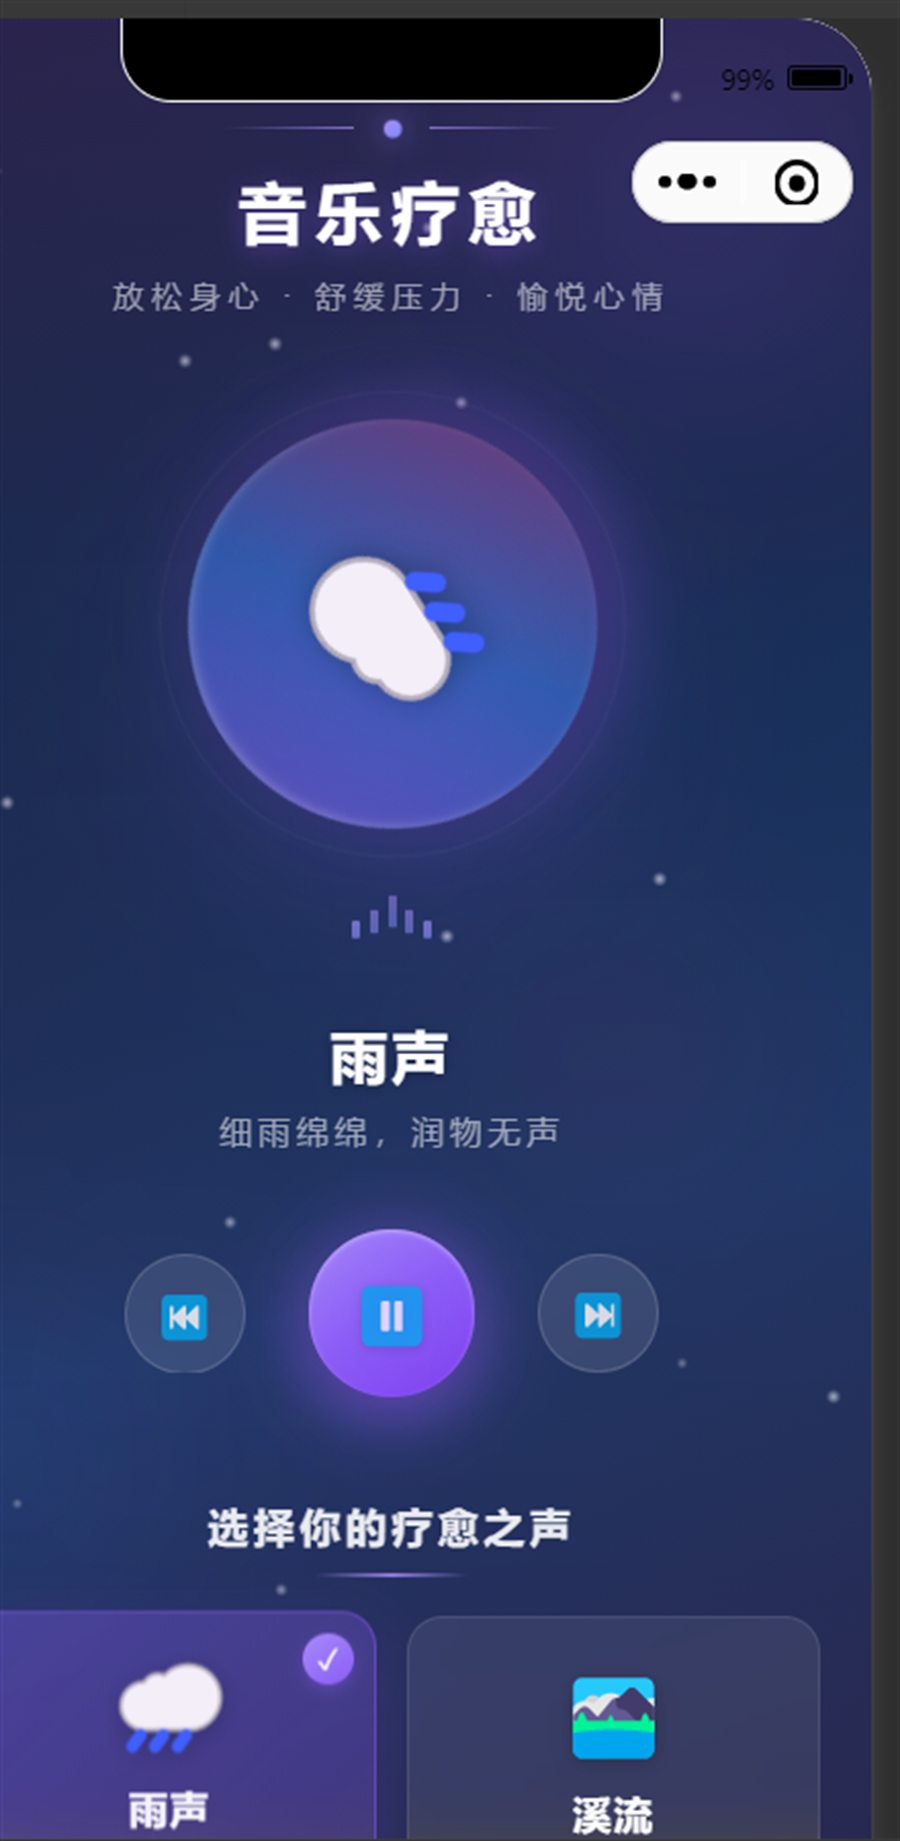 99%
音乐疗愈
放松身心 · 舒缓压力 · 愉悦心情
雨声
细雨绵绵，润物无声
选择你的疗愈之声
雨声
溪流